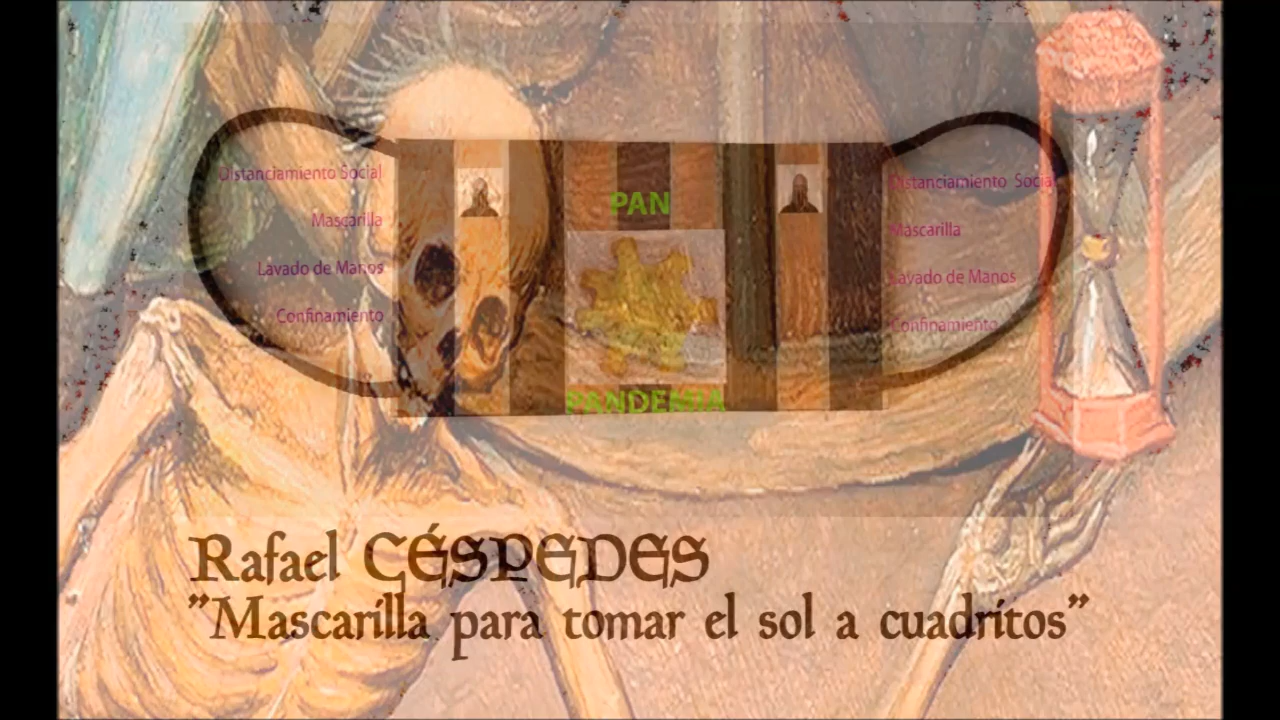 Distanciamiento Social
Mascarilla
Lavado de Manos
Confinamiento
PAN
PANDEMIA
Distanciamiento Social
Mascarilla
Lavado de Manos
Confinamiento
Rafael CÉSPEDES
"Mascarilla para tomar el sol a cuadritos"